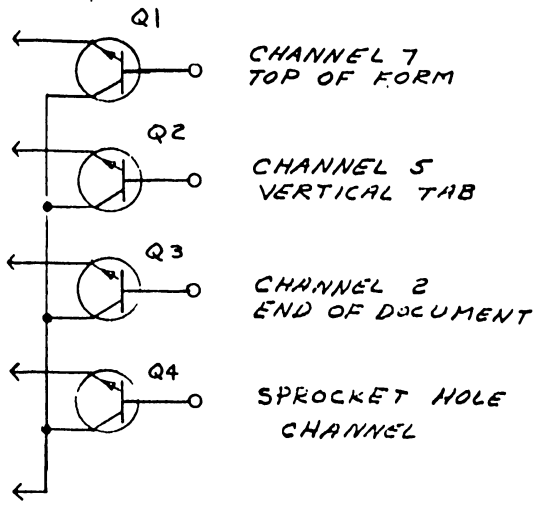 Q1
CHANNEL 7
TOP OF FORM
Q2
CHANNEL 5
VERTICAL TAB
Q3
CHANNEL 2
END OF DOCUMENT
Q4
SPROCKET HOLE
CHANNEL